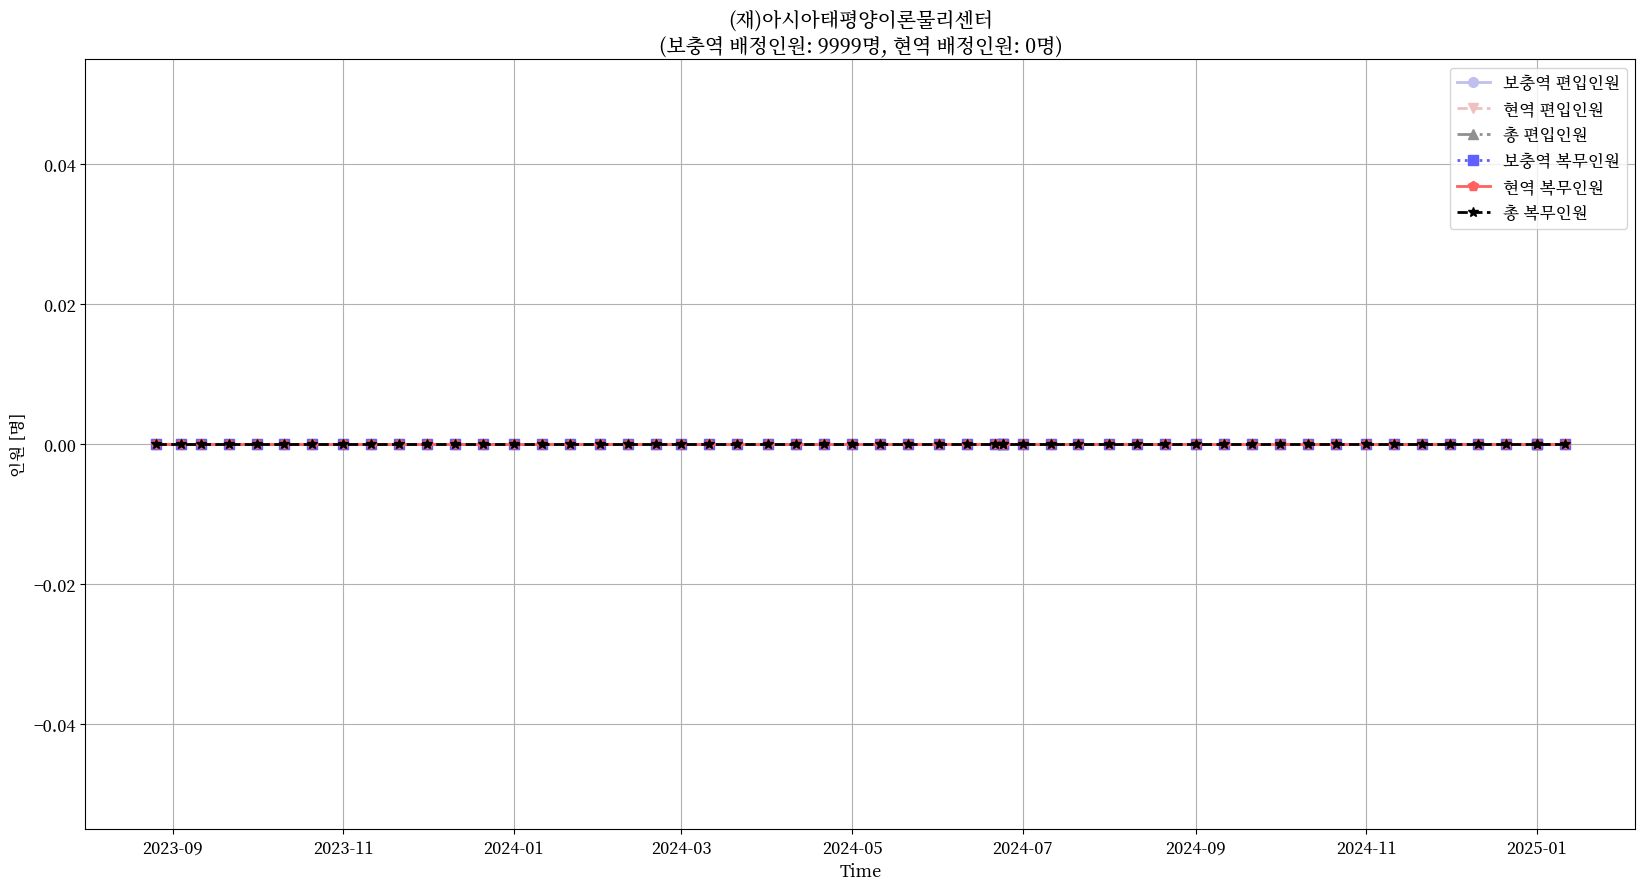 (재)아시아태평양이론물리센터
(보충역 배정인원: 9999명, 현역 배정인원: 0명)
보충역 편입인원
현역 편입인원
총 편입인원
보충역 복무인원
현역 복무인원
총 복무인원
인원 [명]
0.04
0.02
0.00
−0.02
−0.04
2023-09
2023-11
2024-01
2024-03
2024-05
2024-07
2024-09
2024-11
2025-01
Time